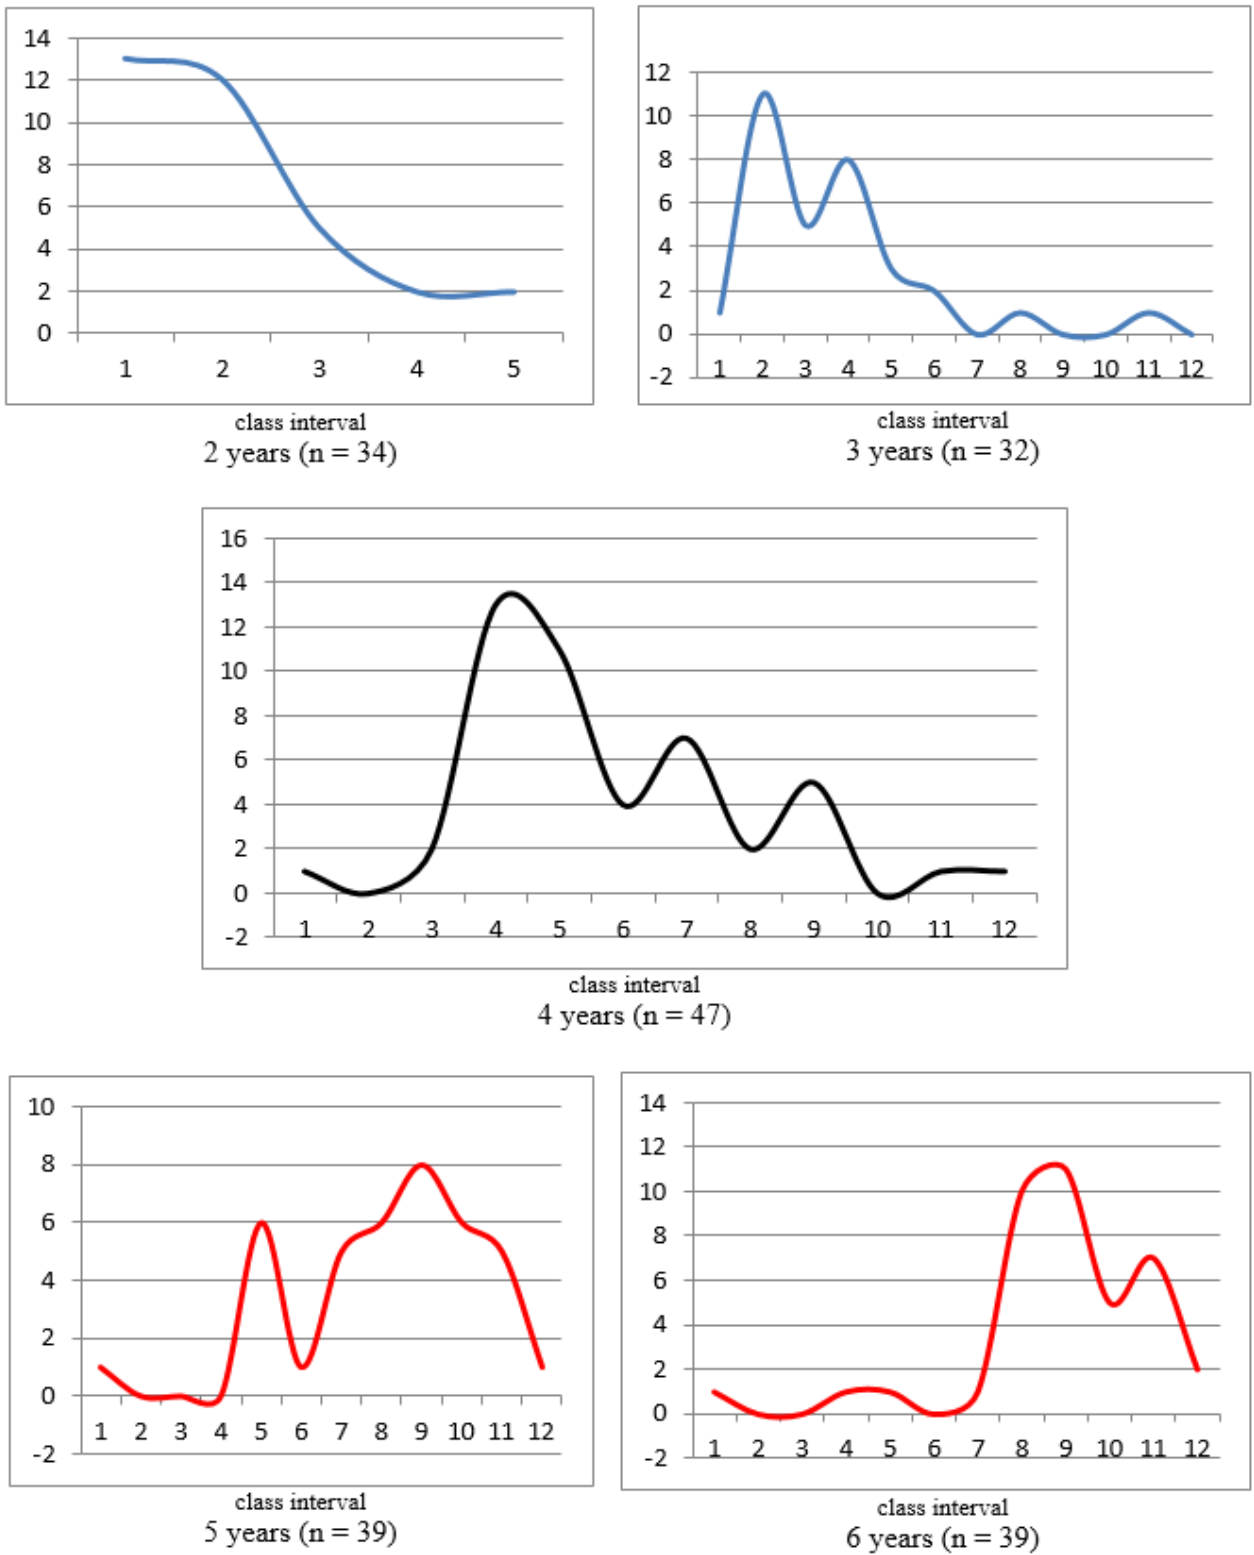 14
12
10
8
6
4
2
0
1 2 3 4 5
class interval
2 years (n = 34)
12
10
8
6
4
2
0
-2
1 2 3 4 5 6 7 8 9 10 11 12
class interval
3 years (n = 32)
16
14
12
10
8
6
4
2
0
-2
1 2 3 4 5 6 7 8 9 10 11 12
class interval
4 years (n = 47)
10
8
6
4
2
0
-2
1 2 3 4 5 6 7 8 9 10 11 12
class interval
5 years (n = 39)
14
12
10
8
6
4
2
0
-2
1 2 3 4 5 6 7 8 9 10 11 12
class interval
6 years (n = 39)